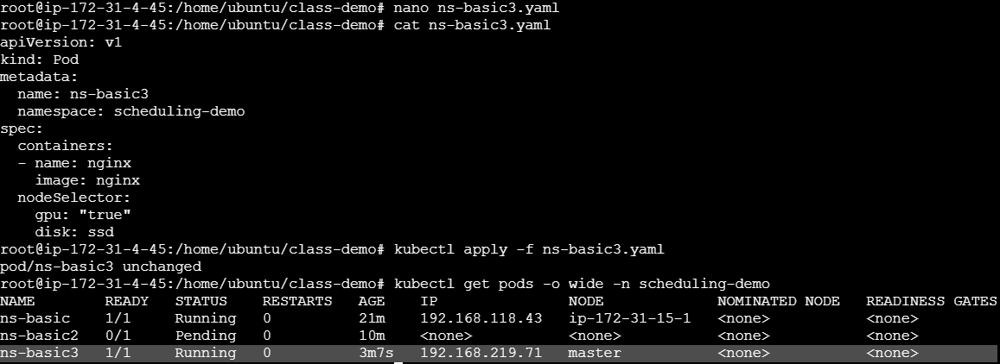 root@ip-172-31-4-45:/home/ubuntu/class-demo# nano ns-basic3.yaml
root@ip-172-31-4-45:/home/ubuntu/class-demo# cat ns-basic3.yaml
apiVersion: v1
kind: Pod
metadata:
  name: ns-basic3
  namespace: scheduling-demo
spec:
  containers:
  - name: nginx
    image: nginx
  nodeSelector:
    gpu: "true"
    disk: ssd
root@ip-172-31-4-45:/home/ubuntu/class-demo# kubectl apply -f ns-basic3.yaml
pod/ns-basic3 unchanged
root@ip-172-31-4-45:/home/ubuntu/class-demo# kubectl get pods -o wide -n scheduling-demo
NAME        READY   STATUS    RESTARTS   AGE    IP               NODE             NOMINATED NODE   READINESS GATES
ns-basic    1/1     Running   0          21m    192.168.118.43   ip-172-31-15-1   <none>           <none>
ns-basic2   0/1     Pending   0          10m    <none>           <none>           <none>           <none>
ns-basic3   1/1     Running   0          3m7s   192.168.219.71   master           <none>           <none>